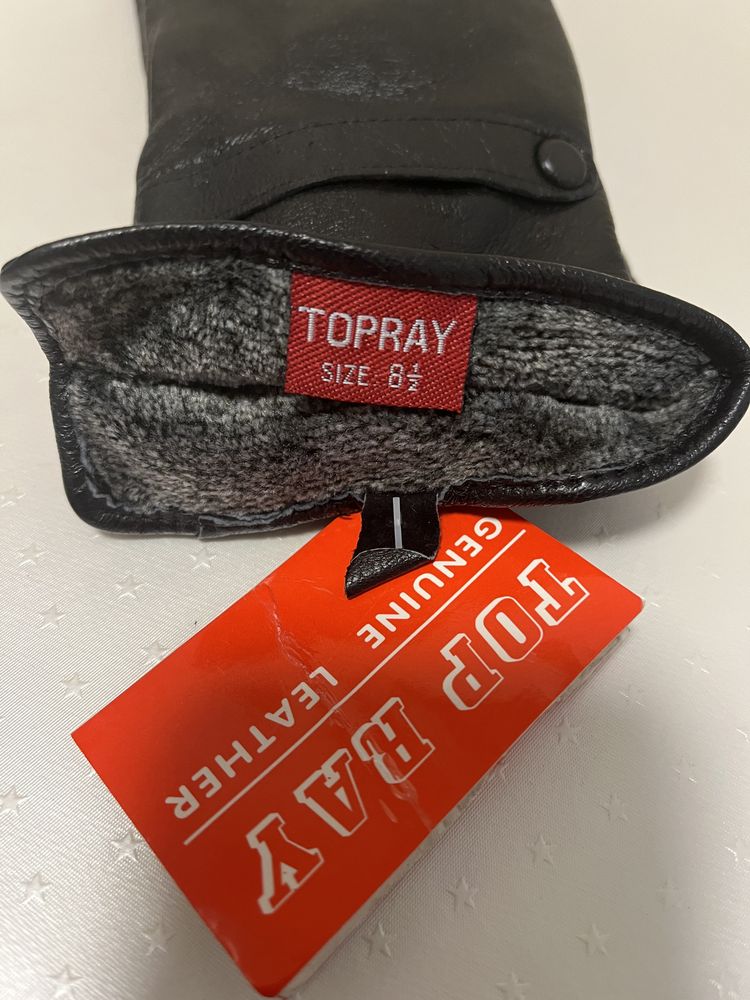 TOPRAY
SIZE 8½
TOP RAY
GENUINE LEATHER